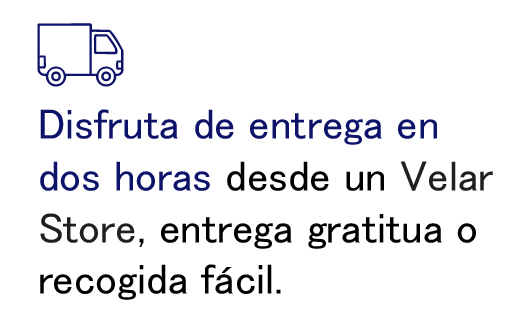 Disfruta de entrega en
dos horas desde un Velar
Store, entrega gratitua o
recogida fácil.